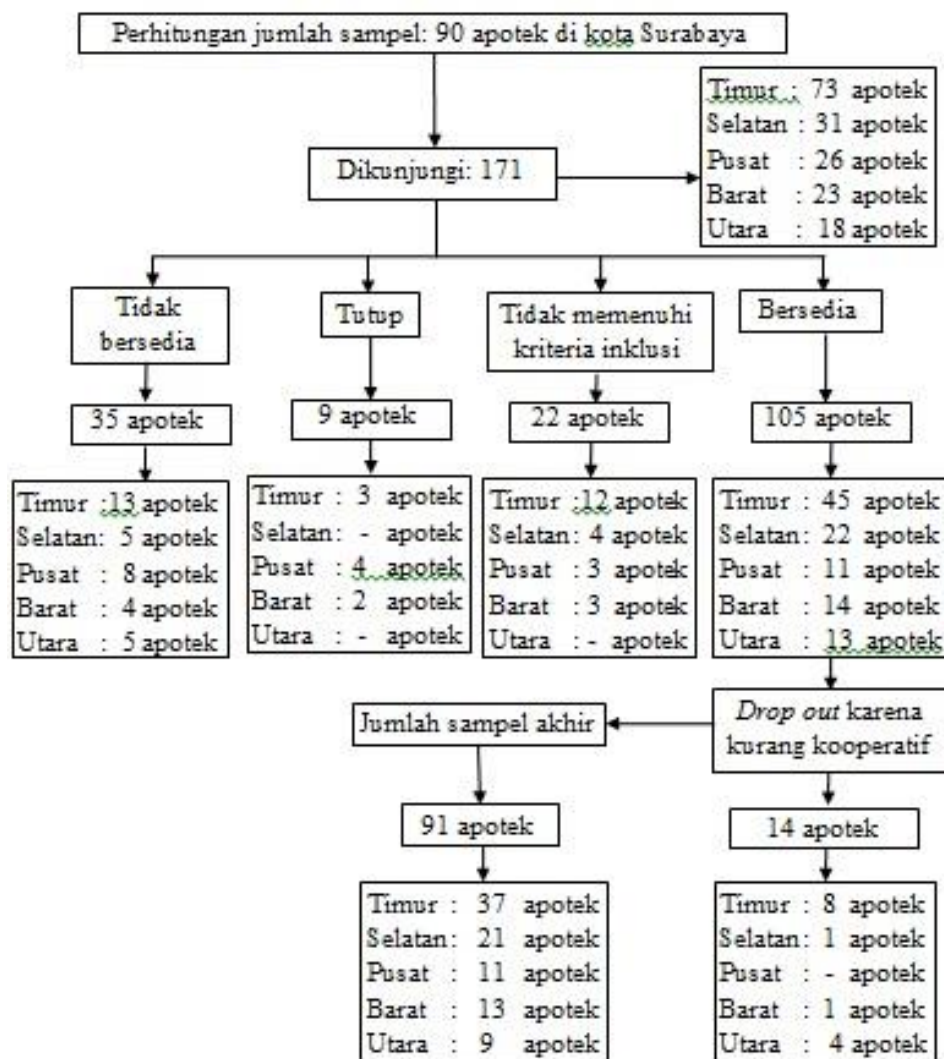 Perhitungan jumlah sampel: 90 apotek di kota Surabaya
Timur : 73 apotek
Selatan : 31 apotek
Pusat : 26 apotek
Barat : 23 apotek
Utara : 18 apotek
Dikunjungi: 171
Tidak
bersedia
Tutup
Tidak memenuhi
kriteria inklusi
Bersedia
35 apotek
9 apotek
22 apotek
105 apotek
Timur :13 apotek
Selatan: 5 apotek
Pusat : 8 apotek
Barat : 4 apotek
Utara : 5 apotek
Timur : 3 apotek
Selatan: - apotek
Pusat : 4 apotek
Barat : 2 apotek
Utara : - apotek
Timur :12 apotek
Selatan: 4 apotek
Pusat : 3 apotek
Barat : 3 apotek
Utara : - apotek
Timur : 45 apotek
Selatan: 22 apotek
Pusat : 11 apotek
Barat : 14 apotek
Utara : 13 apotek
Jumlah sampel akhir
Drop out karena
kurang kooperatif
91 apotek
14 apotek
Timur : 37 apotek
Selatan: 21 apotek
Pusat : 11 apotek
Barat : 13 apotek
Utara : 9 apotek
Timur : 8 apotek
Selatan: 1 apotek
Pusat : - apotek
Barat : 1 apotek
Utara : 4 apotek